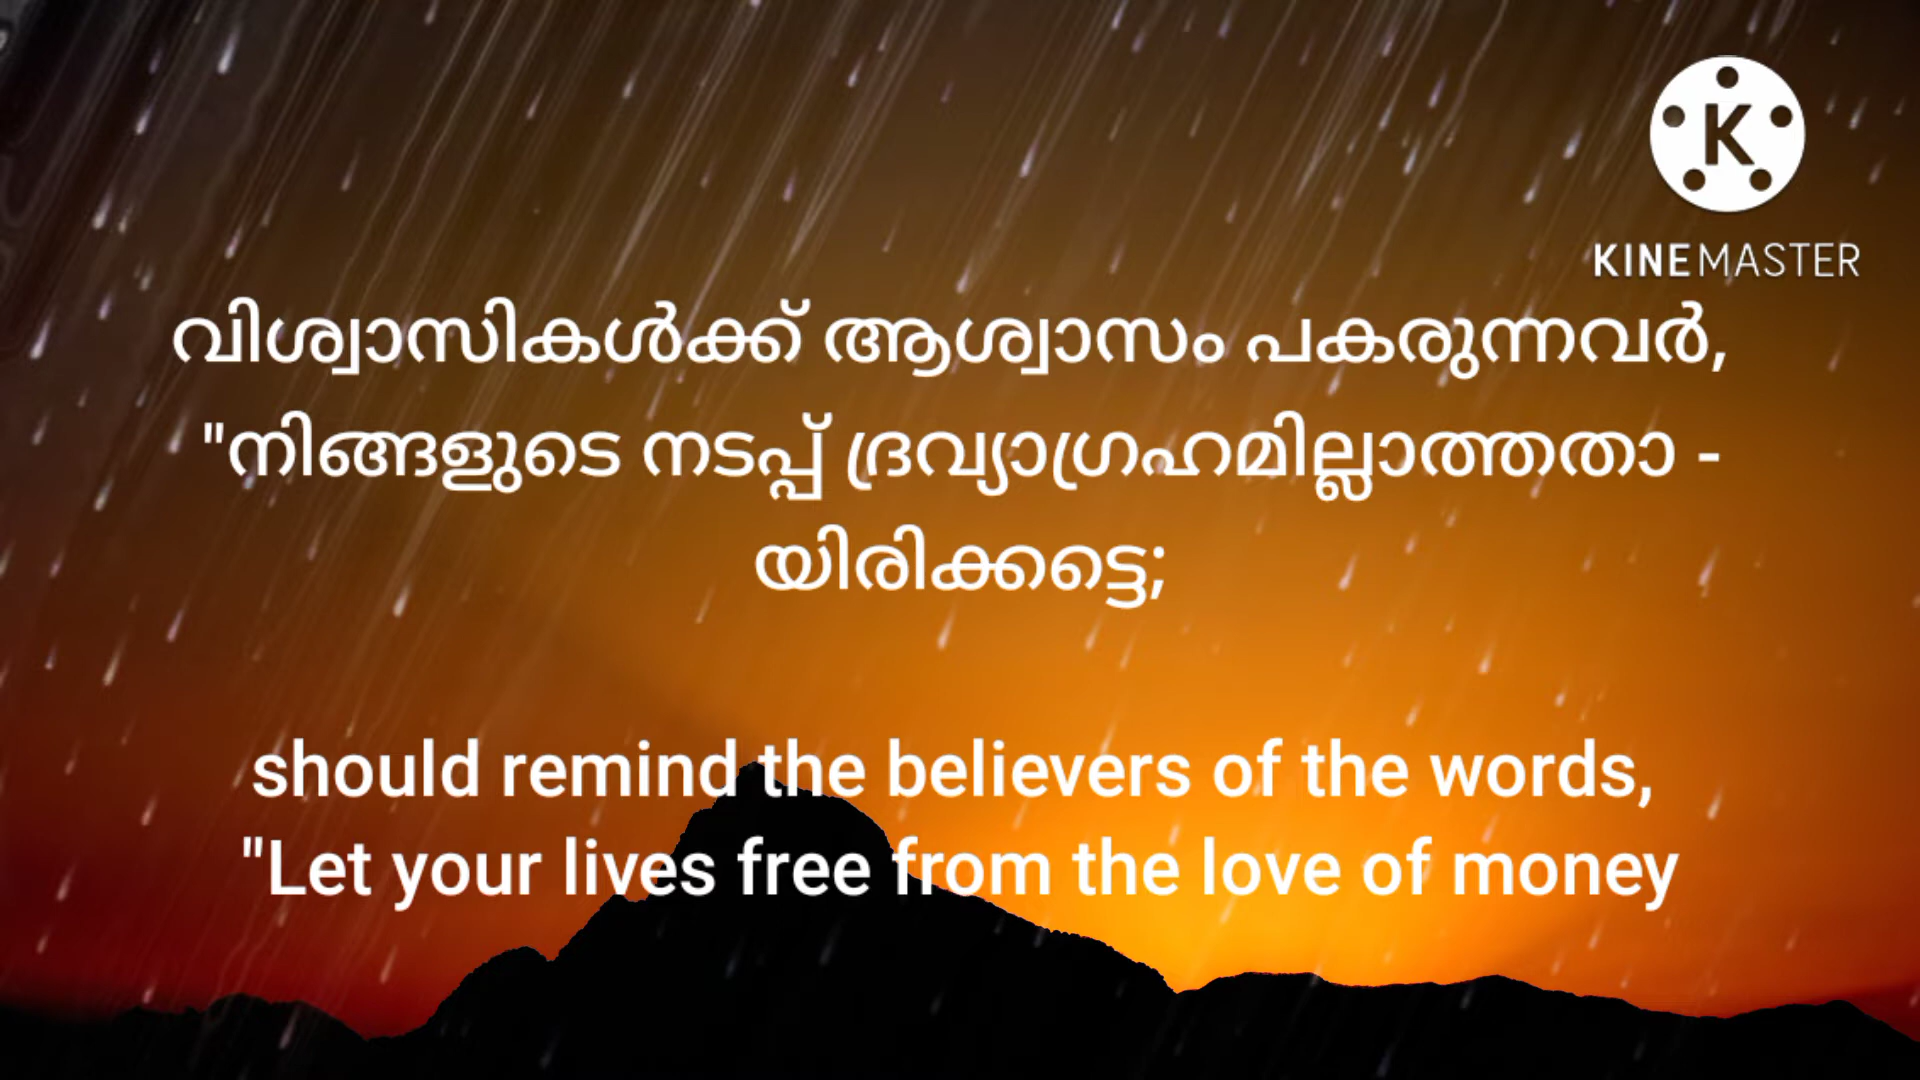 K
KINEMASTER
വിശ്വാസികൾക്ക് ആശ്വാസം പകരുന്നവർ,
"നിങ്ങളുടെ നടപ്പ് ദ്രവ്യാഗ്രഹമില്ലാത്തതാ -
യിരിക്കട്ടെ;
should remind the believers of the words,
"Let your lives free from the love of money